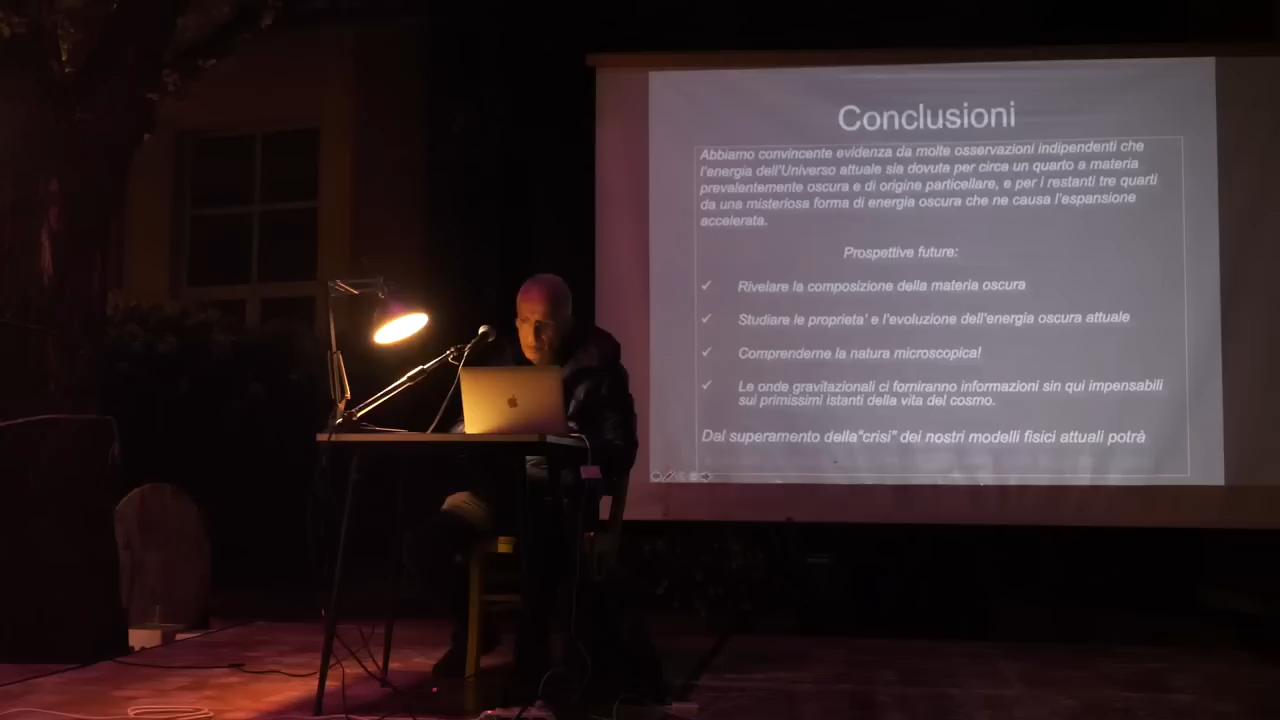 Conclusioni
Abbiamo convincente evidenza da molte osservazioni indipendenti che
l'energia dell'Universo attuale sia dovuta per circa un quarto a materia
prevalentemente oscura e di origine particellare, e per i restanti tre quarti
da una misteriosa forma di energia oscura che ne causa l'espansione
accelerata.
Prospettive future:
✓ Rivelare la composizione della materia oscura
✓ Studiare le proprieta' e l'evoluzione dell'energia oscura attuale
✓ Comprenderne la natura microscopica!
✓ Le onde gravitazionali ci forniranno informazioni sin qui impensabili
sui primissimi istanti della vita del cosmo.
Dal superamento della"crisi" dei nostri modelli fisici attuali potrà